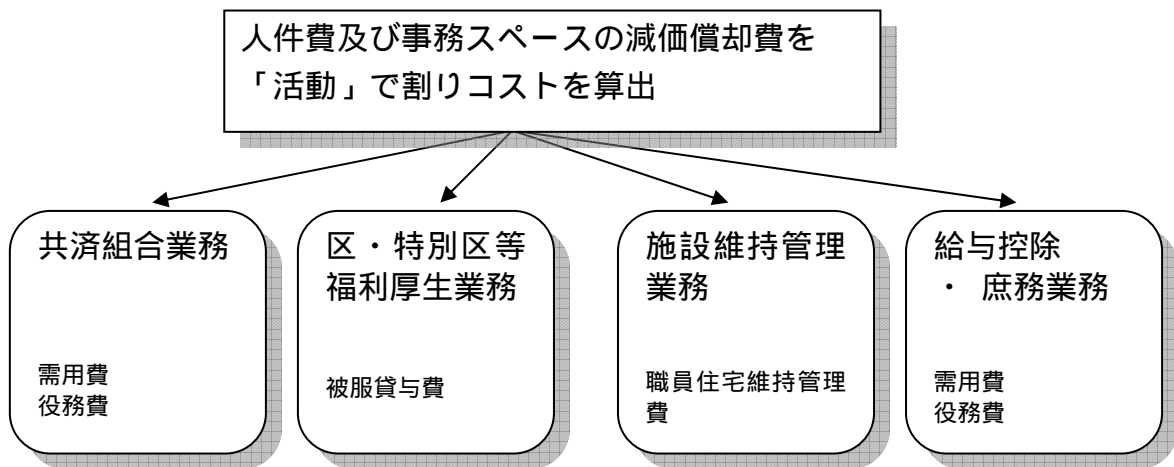 人件費及び事務スペースの減価償却費を
「活動」で割りコストを算出
共済組合業務
需用費
役務費
区・特別区等
福利厚生業務
被服貸与費
施設維持管理
業務
職員住宅維持管理
費
給与控除
・ 庶務業務
需用費
役務費